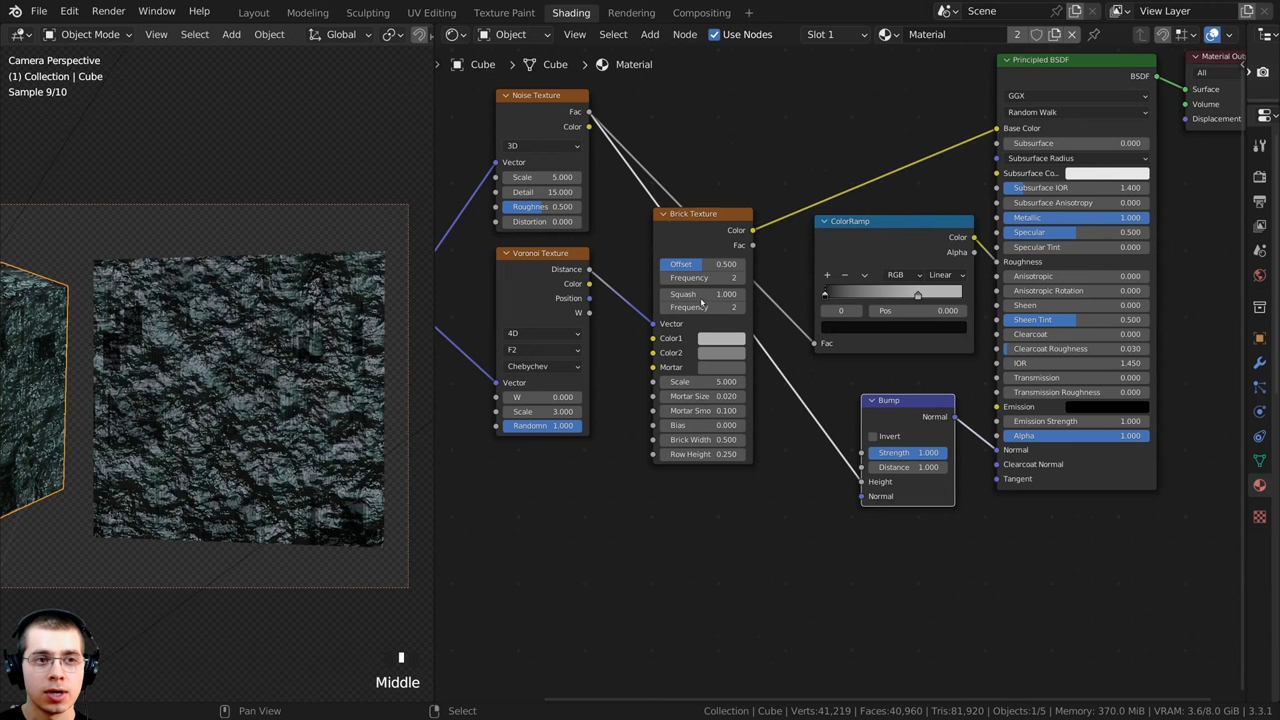 File Edit Render Window Help Layout Modeling Sculpting UV Editing Texture Paint Shading Rendering Compositing Scene View Layer
Object Mode View Select Add Object Global Object View Select Add Node Use Nodes Slot 1 Material 2
Camera Perspective
(1) Collection | Cube
Sample 9/10
Cube > Cube > Material
Noise Texture
Fac
Color
3D
Vector
Scale 5.000
Detail 15.000
Roughnes 0.500
Distortion 0.000
Voronoi Texture
Distance
Color
Position
W
4D
F2
Chebychev
Vector
W 0.000
Scale 3.000
Randomn 1.000
Brick Texture
Color
Fac
Offset 0.500
Frequency 2
Squash 1.000
Frequency 2
Vector
Color1
Color2
Mortar
Scale 5.000
Mortar Size 0.020
Mortar Smo 0.100
Bias 0.000
Brick Width 0.500
Row Height 0.250
ColorRamp
Color
Alpha
RGB Linear
0 Pos 0.000
Fac
Bump
Normal
Invert
Strength 1.000
Distance 1.000
Height
Normal
Principled BSDF
BSDF
GGX
Random Walk
Base Color
Subsurface 0.000
Subsurface Radius
Subsurface Co...
Subsurface IOR 1.400
Subsurface Anisotropy 0.000
Metallic 1.000
Specular 0.500
Specular Tint 0.000
Roughness
Anisotropic 0.000
Anisotropic Rotation 0.000
Sheen 0.000
Sheen Tint 0.500
Clearcoat 0.000
Clearcoat Roughness 0.030
IOR 1.450
Transmission 0.000
Transmission Roughness 0.000
Emission
Emission Strength 1.000
Alpha 1.000
Normal
Clearcoat Normal
Tangent
Material Out
All
Surface
Volume
Displacement
Middle
Pan View Select Collection | Cube | Verts:41,219 | Faces:40,960 | Tris:81,920 | Objects:1/5 | Memory: 370.0 MiB | VRAM: 3.6/8.0 GiB | 3.3.1